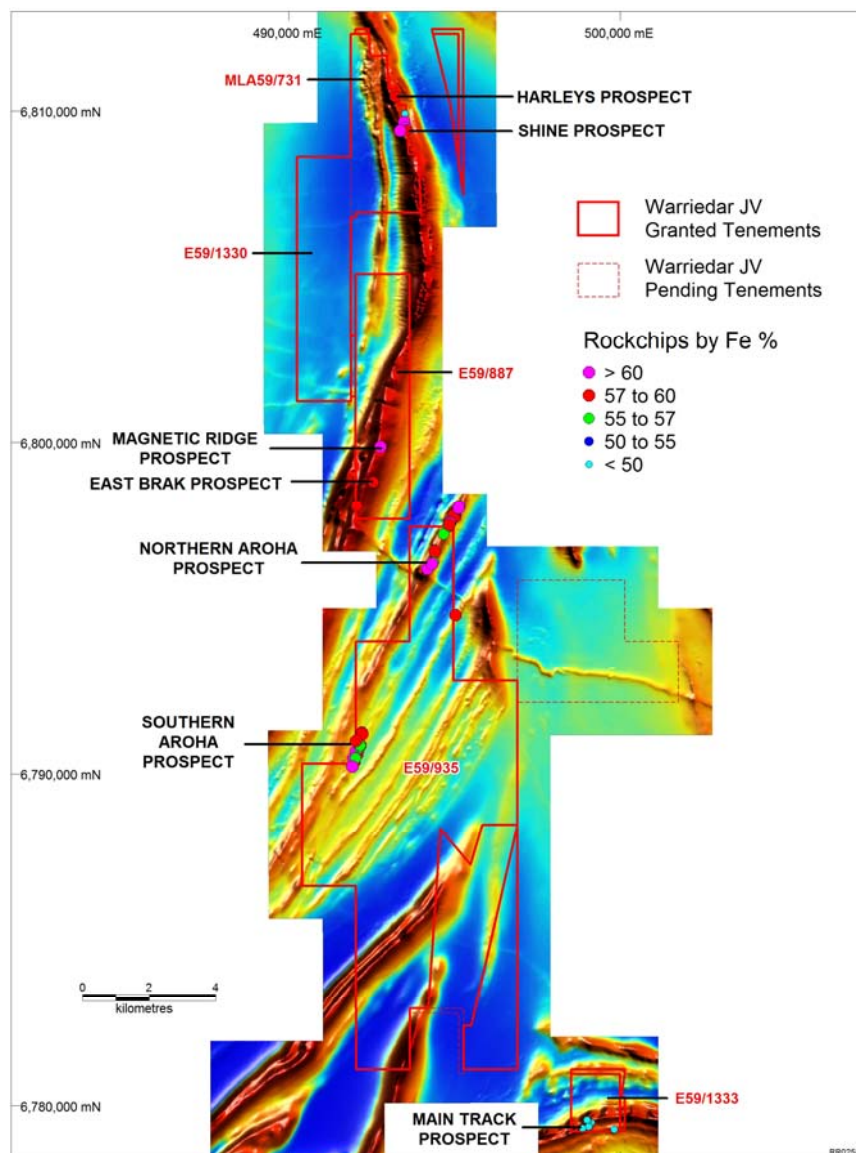 490,000 mE
500,000 mE
MLA59/731
6,810,000 mN
HARLEYS PROSPECT
SHINE PROSPECT
Warriedar JV
Granted Tenements
E59/1330
Warriedar JV
Pending Tenements
Rockchips by Fe %
> 60
57 to 60
55 to 57
50 to 55
< 50
E59/887
6,800,000 mN
MAGNETIC RIDGE
PROSPECT
EAST BRAK PROSPECT
NORTHERN AROHA
PROSPECT
SOUTHERN
AROHA
PROSPECT
6,790,000 mN
E59/935
0 2 4
kilometres
6,780,000 mN
E59/1333
MAIN TRACK
PROSPECT